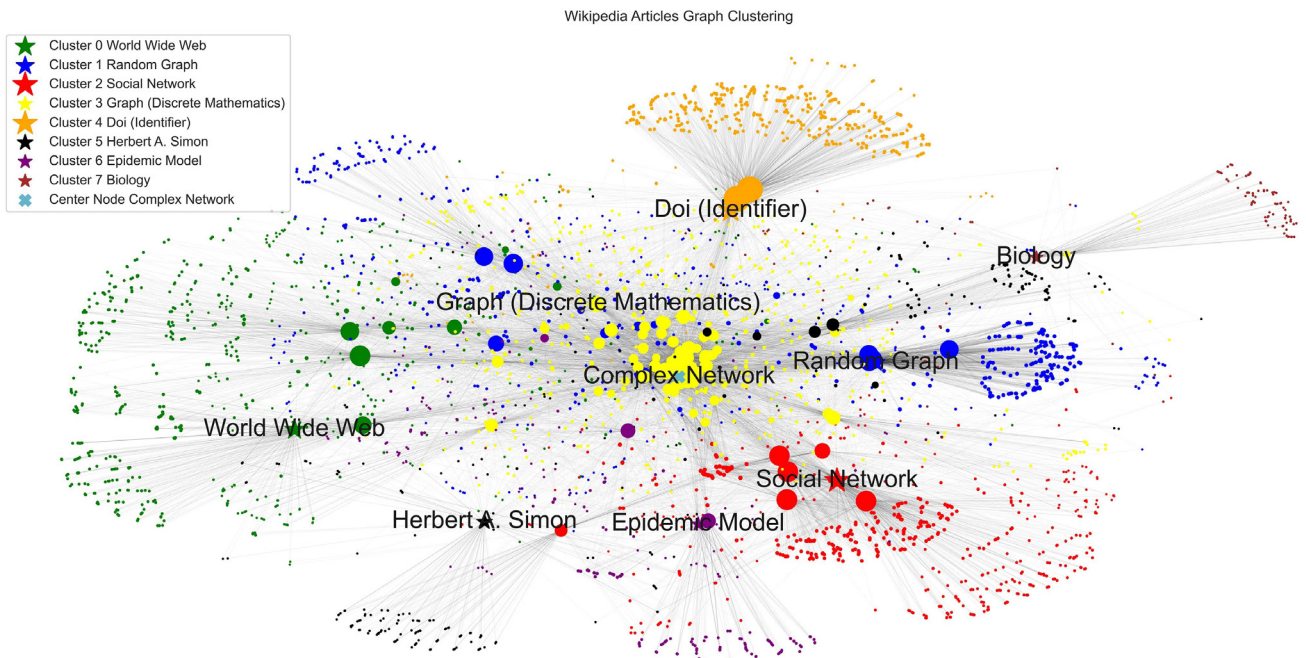 Wikipedia Articles Graph Clustering
Cluster 0 World Wide Web
Cluster 1 Random Graph
Cluster 2 Social Network
Cluster 3 Graph (Discrete Mathematics)
Cluster 4 Doi (Identifier)
Cluster 5 Herbert A. Simon
Cluster 6 Epidemic Model
Cluster 7 Biology
Center Node Complex Network
Doi (Identifier)
Biology
Graph (Discrete Mathematics)
Random Graph
Complex Network
World Wide Web
Social Network
Herbert A. Simon
Epidemic Model